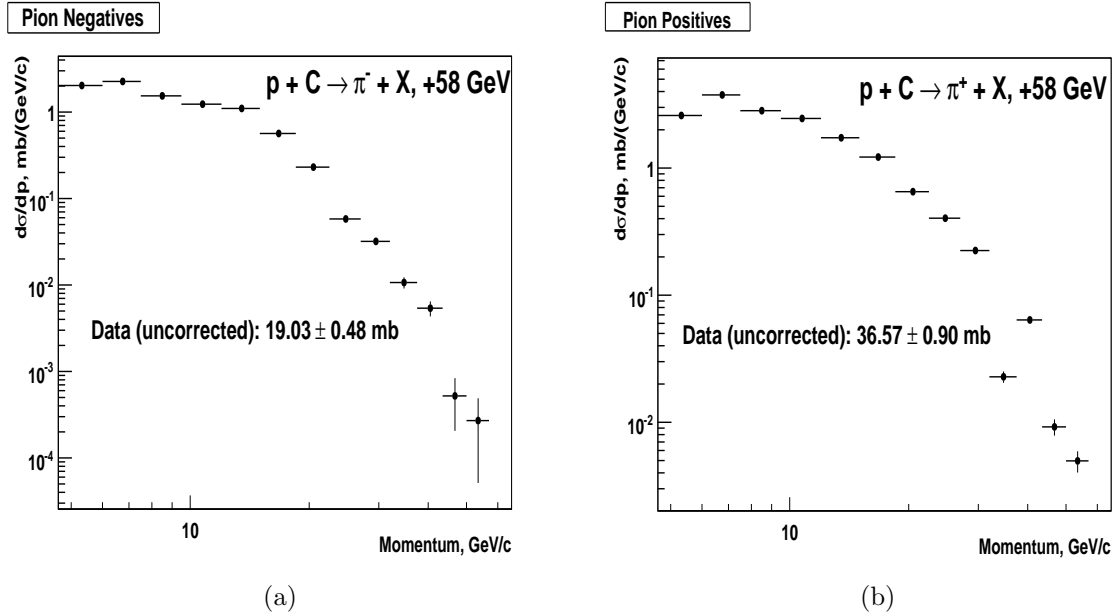 Pion Negatives
p + C → π⁻ + X, +58 GeV
dσ/dp, mb/(GeV/c)
1
10⁻¹
10⁻²
10⁻³
10⁻⁴
Data (uncorrected): 19.03 ± 0.48 mb
10
Momentum, GeV/c
(a)
Pion Positives
p + C → π⁺ + X, +58 GeV
dσ/dp, mb/(GeV/c)
1
10⁻¹
10⁻²
Data (uncorrected): 36.57 ± 0.90 mb
10
Momentum, GeV/c
(b)